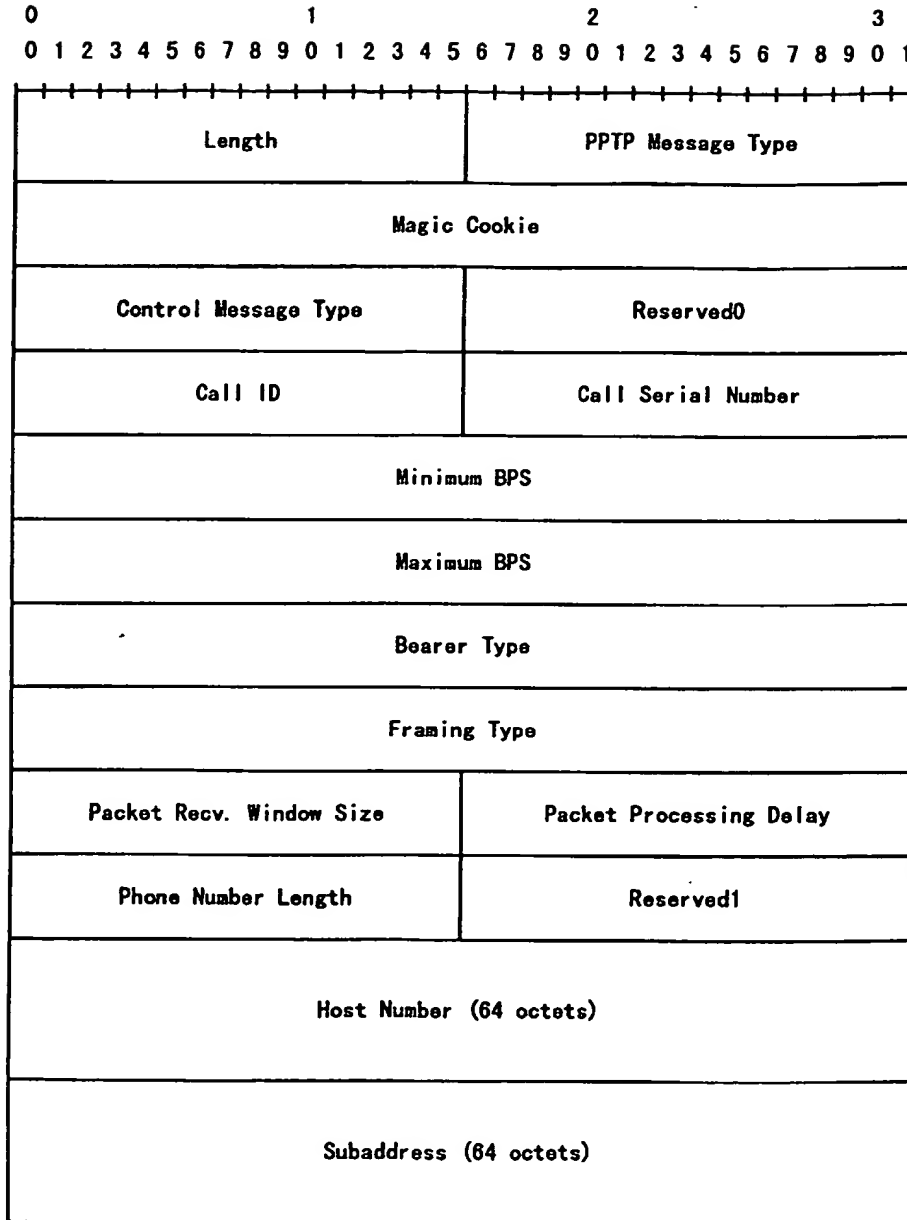 0 1 2 3
0 1 2 3 4 5 6 7 8 9 0 1 2 3 4 5 6 7 8 9 0 1 2 3 4 5 6 7 8 9 0 1
Length PPTP Message Type
Magic Cookie
Control Message Type Reserved0
Call ID Call Serial Number
Minimum BPS
Maximum BPS
Bearer Type
Framing Type
Packet Recv. Window Size Packet Processing Delay
Phone Number Length Reserved1
Host Number (64 octets)
Subaddress (64 octets)